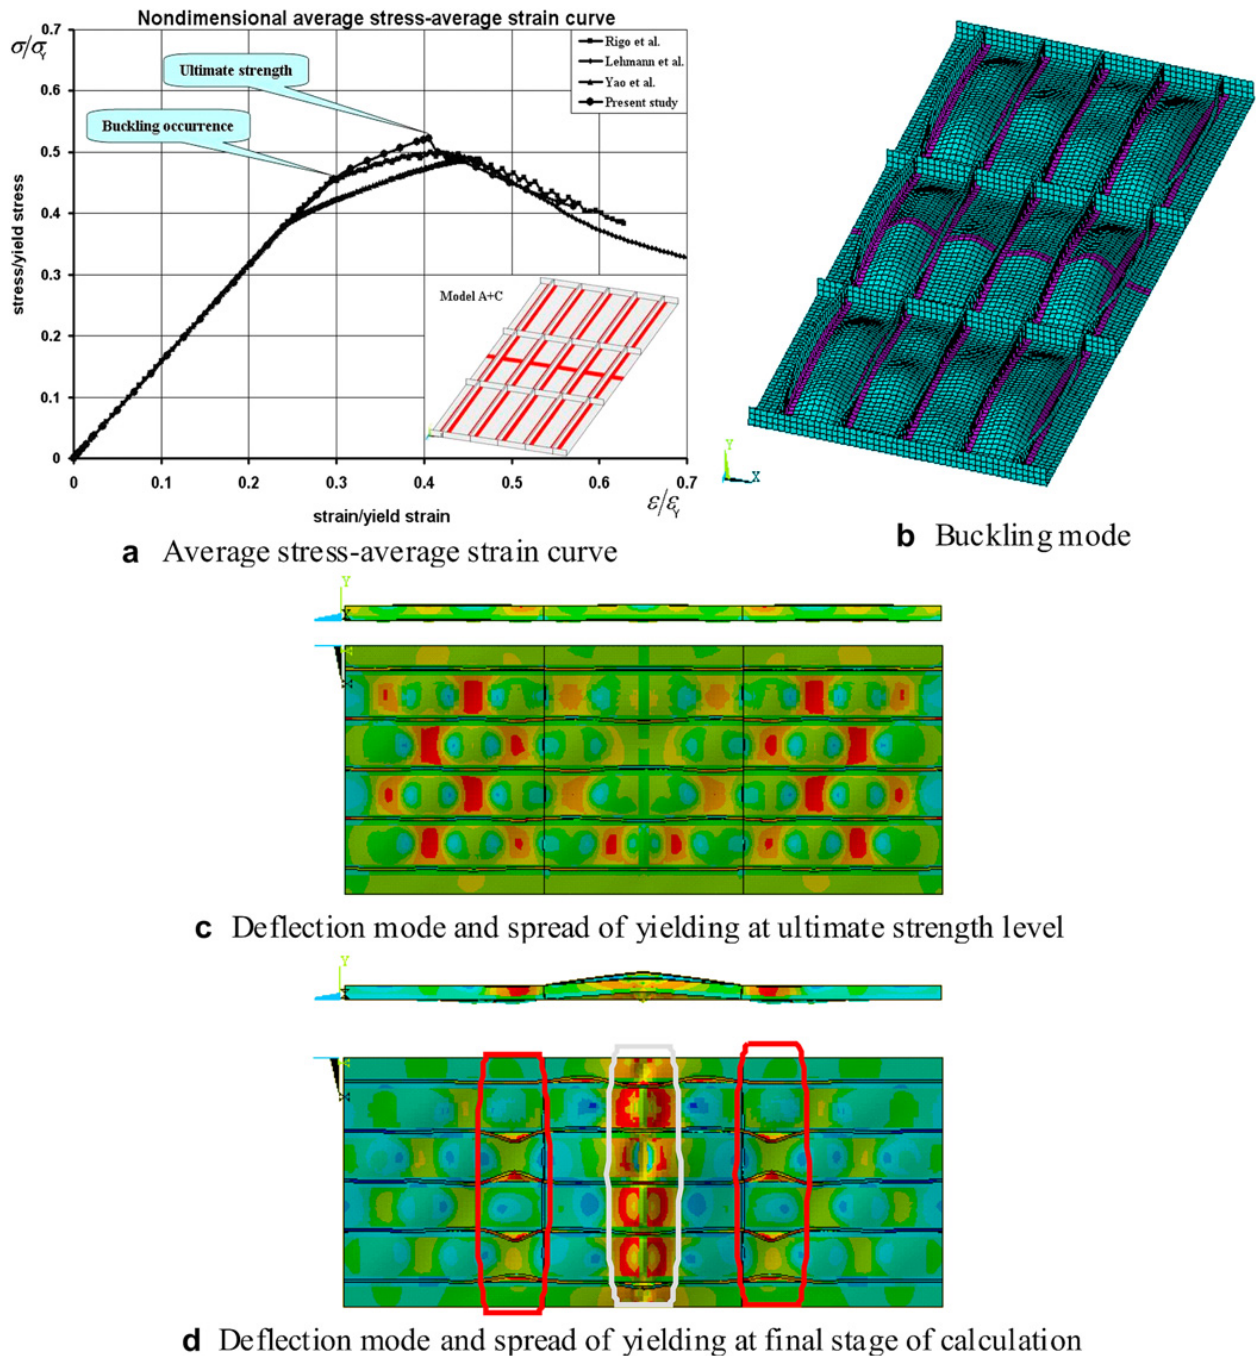 Nondimensional average stress-average strain curve
σ/σY
stress/yield stress
0.7
0.6
0.5
0.4
0.3
0.2
0.1
0
Ultimate strength
Buckling occurrence
Rigo et al.
Lehmann et al.
Yao et al.
Present study
Model A+C
0 0.1 0.2 0.3 0.4 0.5 0.6 0.7
strain/yield strain
ε/εY
a Average stress-average strain curve
Y
X
b Buckling mode
Y
c Deflection mode and spread of yielding at ultimate strength level
Y
d Deflection mode and spread of yielding at final stage of calculation